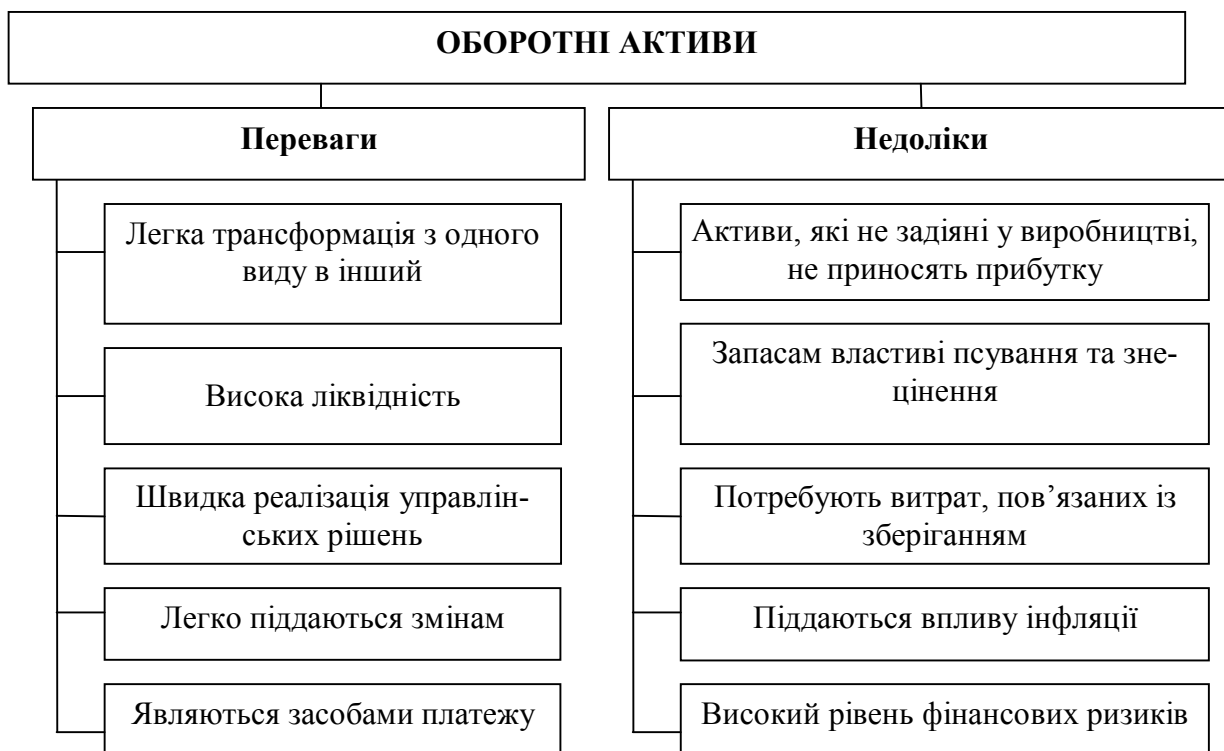 ОБОРОТНІ АКТИВИ
Переваги
Легка трансформація з одного
виду в інший
Висока ліквідність
Швидка реалізація управлін-
ських рішень
Легко піддаються змінам
Являються засобами платежу
Недоліки
Активи, які не задіяні у виробництві,
не приносять прибутку
Запасам властиві псування та зне-
цінення
Потребують витрат, пов’язаних із
зберіганням
Піддаються впливу інфляції
Високий рівень фінансових ризиків